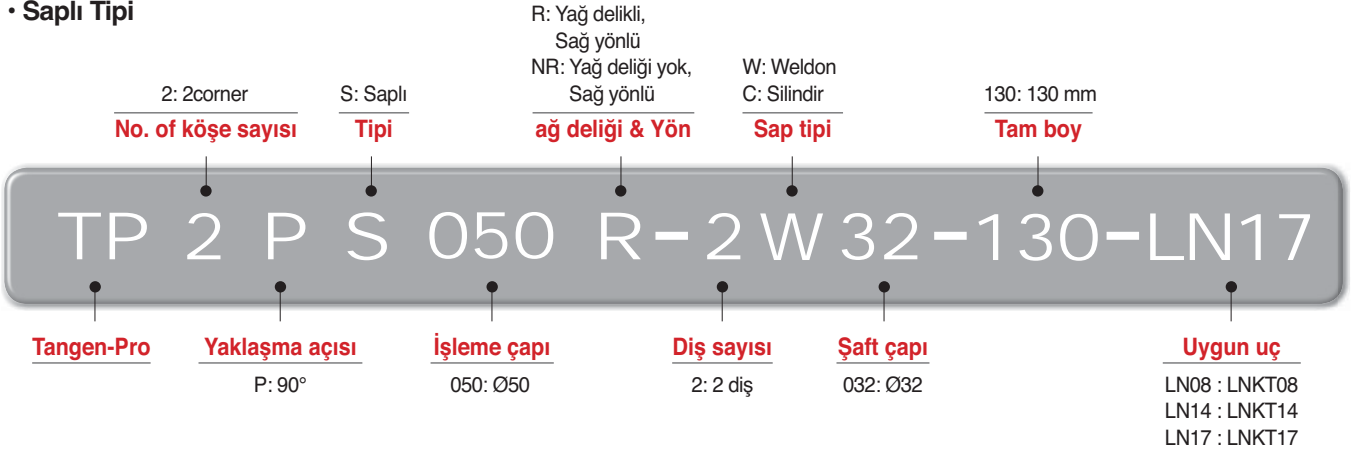 • Saplı Tipi
2: 2corner
No. of köşe sayısı
S: Saplı
Tipi
R: Yağ delikli,
Sağ yönlü
NR: Yağ deliği yok,
Sağ yönlü
ağ deliği & Yön
W: Weldon
C: Silindir
Sap tipi
130: 130 mm
Tam boy
TP 2 P S 050 R-2 W 32-130-LN17
Tangen-Pro
Yaklaşma açısı
P: 90°
İşleme çapı
050: Ø50
Diş sayısı
2: 2 diş
Şaft çapı
032: Ø32
Uygun uç
LN08 : LNKT08
LN14 : LNKT14
LN17 : LNKT17